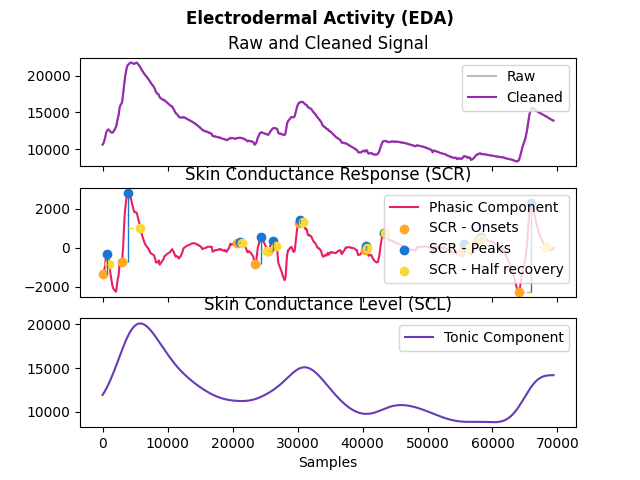 Electrodermal Activity (EDA)
Raw and Cleaned Signal
20000
15000
10000
Raw
Cleaned
Skin Conductance Response (SCR)
2000
0
−2000
Phasic Component
SCR - Onsets
SCR - Peaks
SCR - Half recovery
Skin Conductance Level (SCL)
20000
15000
10000
Tonic Component
0 10000 20000 30000 40000 50000 60000 70000
Samples